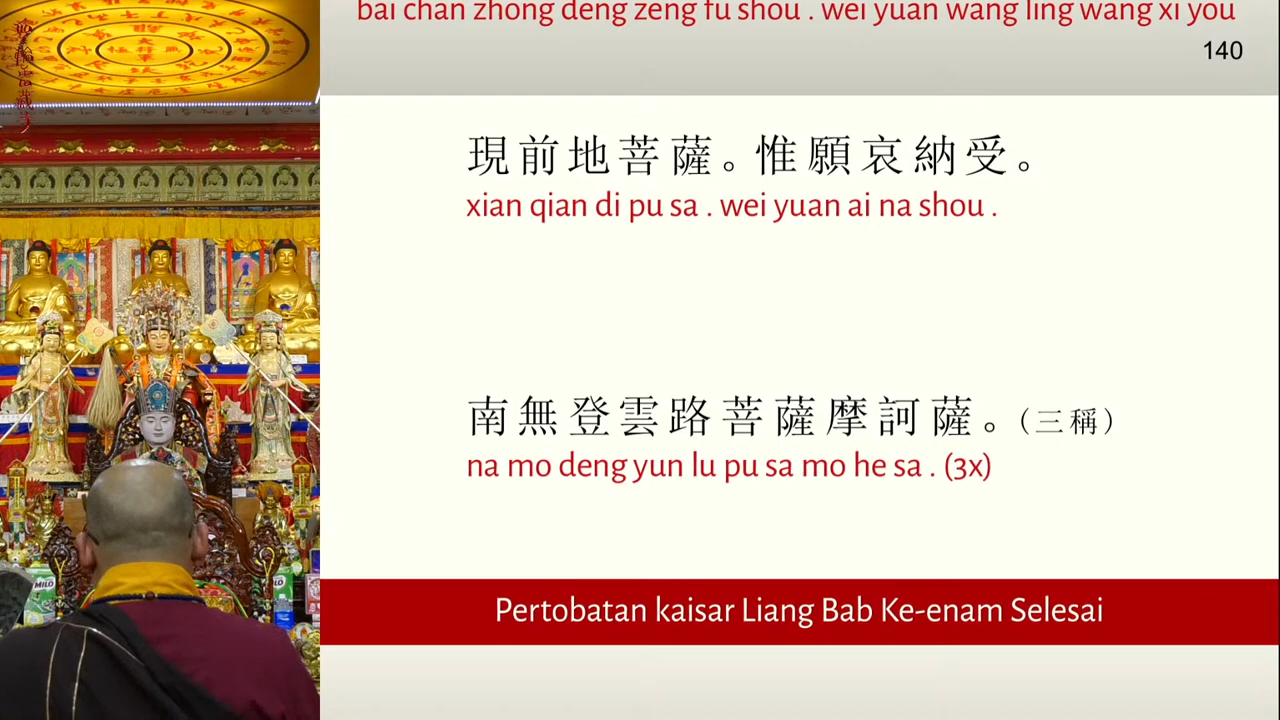 bai chan zhong deng zeng fu shou . wei yuan wang ling wang xi you
140
現前地菩薩。惟願哀納受。
xian qian di pu sa . wei yuan ai na shou .
南無登雲路菩薩摩訶薩。(三稱)
na mo deng yun lu pu sa mo he sa . (3x)
Pertobatan kaisar Liang Bab Ke-enam Selesai
MILO